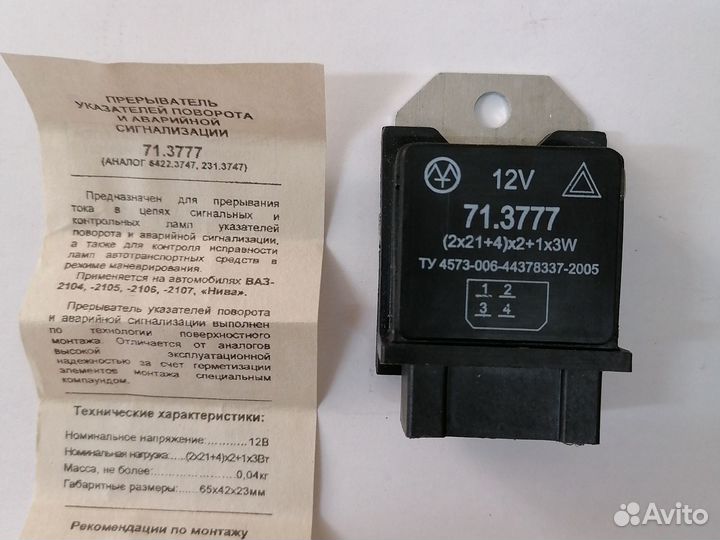 ПРЕРЫВАТЕЛЬ
УКАЗАТЕЛЕЙ ПОВОРОТА
И АВАРИЙНОЙ
СИГНАЛИЗАЦИИ
71.3777
(АНАЛОГ 6422.3747, 231.3747)
Предназначен для прерывания
тока в цепях сигнальных и
контрольных ламп указателей
поворота и аварийной сигнализации,
а также для контроля исправности
ламп автотранспортных средств в
режиме маневрирования.
Применяется на автомобилях ВАЗ-
2104, -2105, -2106, -2107, «Нива».
Прерыватель указателей поворота
и аварийной сигнализации выполнен
по технологии поверхностного
монтажа. Отличается от аналогов
высокой эксплуатационной
надежностью за счет герметизации
элементов монтажа специальным
компаундом.
Технические характеристики:
Номинальное напряжение:............12В
Номинальная нагрузка:.....(2х21+4)х2+1х3Вт
Масса, не более:.......................0,04кг
Габаритные размеры:......65х42х23мм
Рекомендации по монтажу
12V
71.3777
(2x21+4)x2+1x3W
ТУ 4573-006-44378337-2005
1 2
3 4
Avito